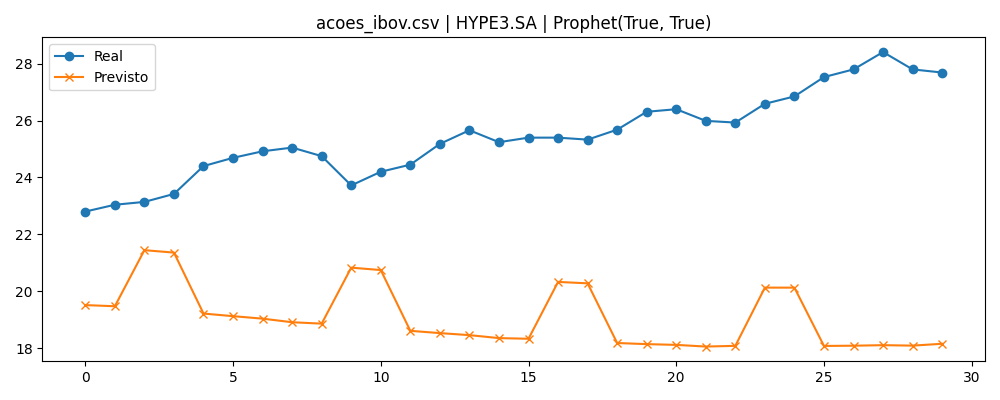 acoes_ibov.csv | HYPE3.SA | Prophet(True, True)
Real
Previsto
28
26
24
22
20
18
0 5 10 15 20 25 30